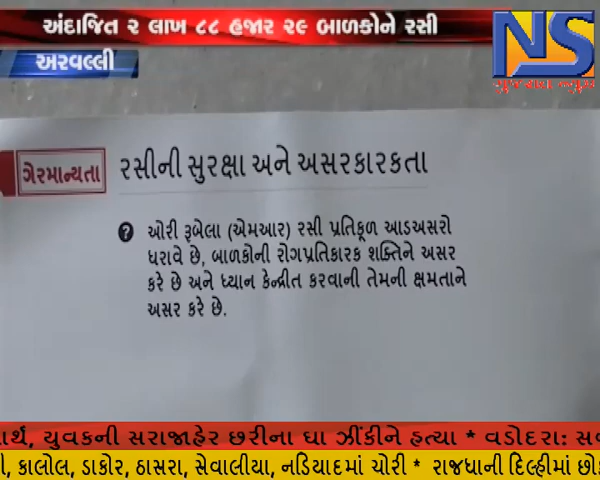 અંદાજિત ૨ લાખ ૮૮ હજાર ૨૯ બાળકોને રસી
અરવલ્લી
NS
ગુજરાત ન્યુઝ
ગેરમાન્યતા
રસીની સુરક્ષા અને અસરકારકતા
? ઓરી રૂબેલા (એમઆર) રસી પ્રતિકૂળ આડઅસરો
ધરાવે છે, બાળકોની રોગપ્રતિકારક શક્તિને અસર
કરે છે અને ધ્યાન કેન્દ્રીત કરવાની તેમની ક્ષમતાને
અસર કરે છે.
યુવકની સરાજાહેર છરીના ઘા ઝીંકીને હત્યા * વડોદરા:
કાલોલ, ડાકોર, ઠાસરા, સેવાલીયા, નડિયાદમાં ચોરી * રાજધાની દિલ્હીમાં